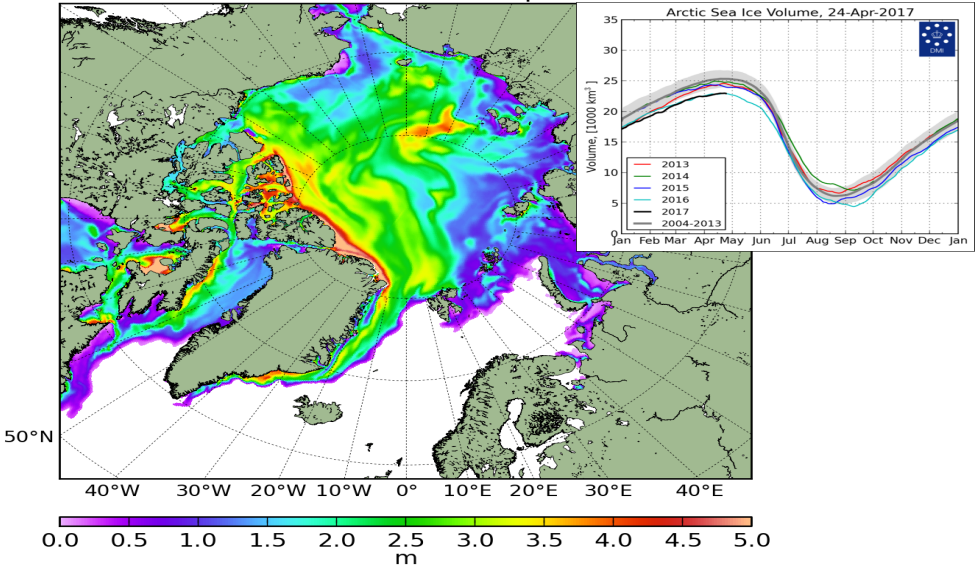 Arctic Sea Ice Volume, 24-Apr-2017
DMI
Volume, [1000 km³]
35
30
25
20
15
10
5
0
2013
2014
2015
2016
2017
2004-2013
Jan Feb Mar Apr May Jun Jul Aug Sep Oct Nov Dec Jan
50°N
40°W 30°W 20°W 10°W 0° 10°E 20°E 30°E 40°E
0.0 0.5 1.0 1.5 2.0 2.5 3.0 3.5 4.0 4.5 5.0
m